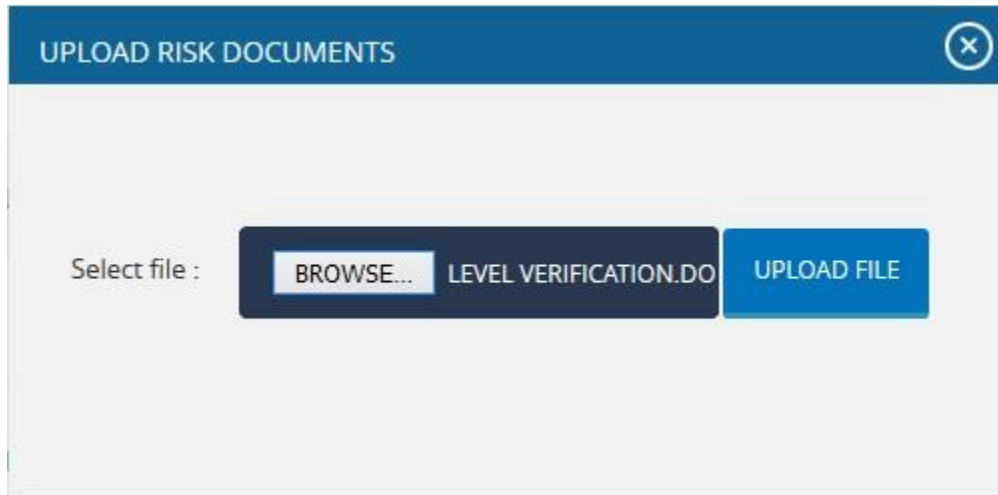 UPLOAD RISK DOCUMENTS
Select file :
BROWSE... LEVEL VERIFICATION.DO
UPLOAD FILE